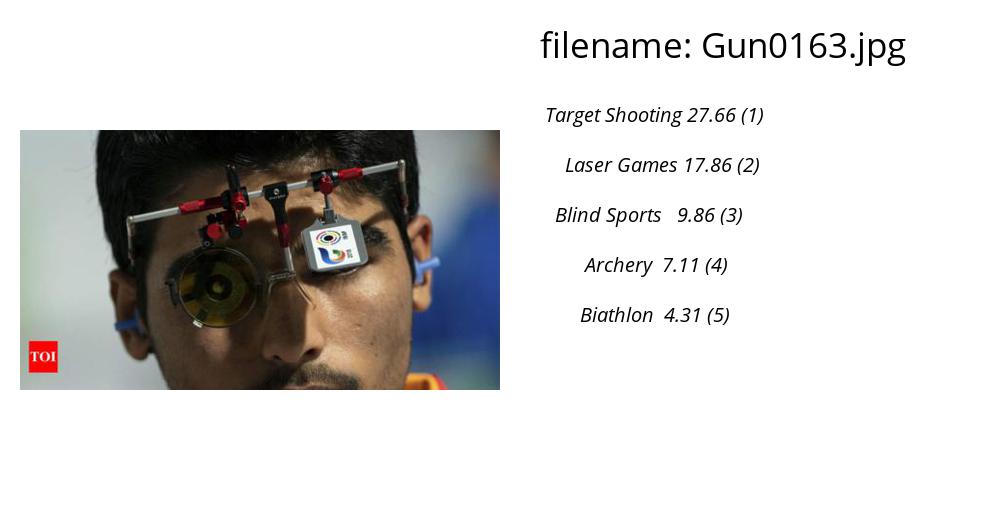 filename: Gun0163.jpg
Target Shooting 27.66 (1)
Laser Games 17.86 (2)
Blind Sports 9.86 (3)
Archery 7.11 (4)
Biathlon 4.31 (5)
TOI